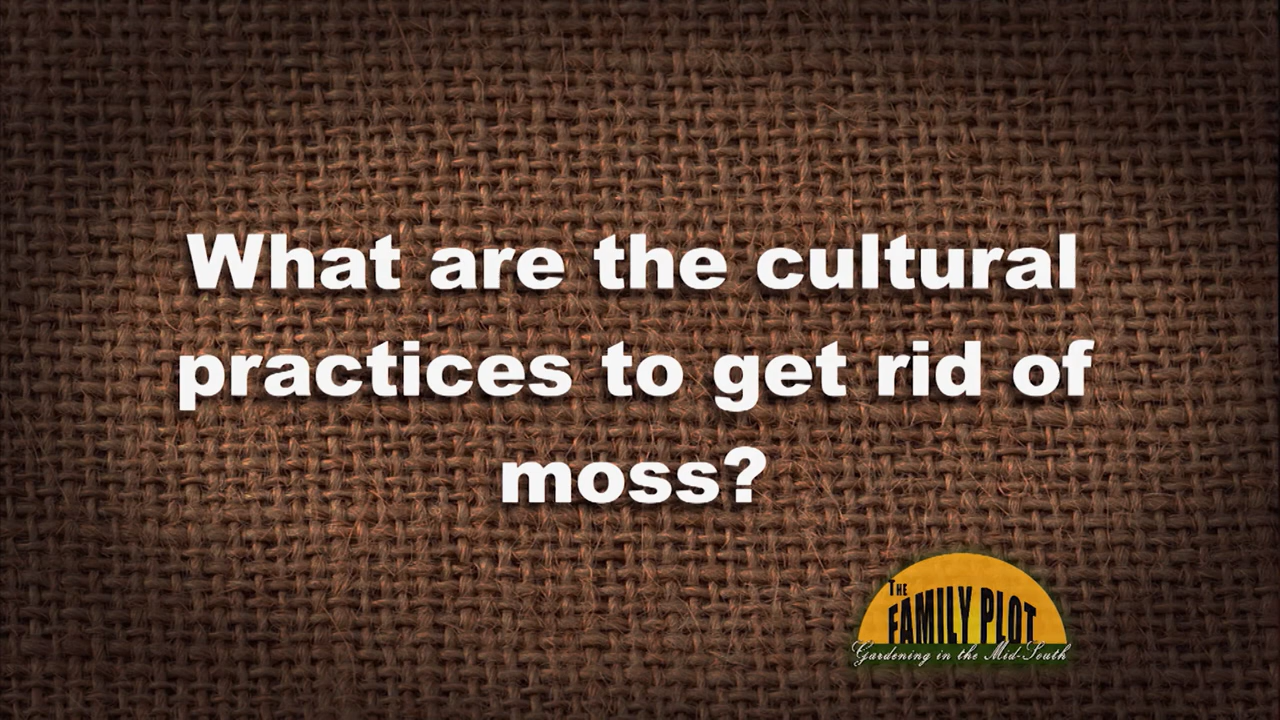 What are the cultural
practices to get rid of
moss?
THE
FAMILY PLOT
Gardening in the Mid-South